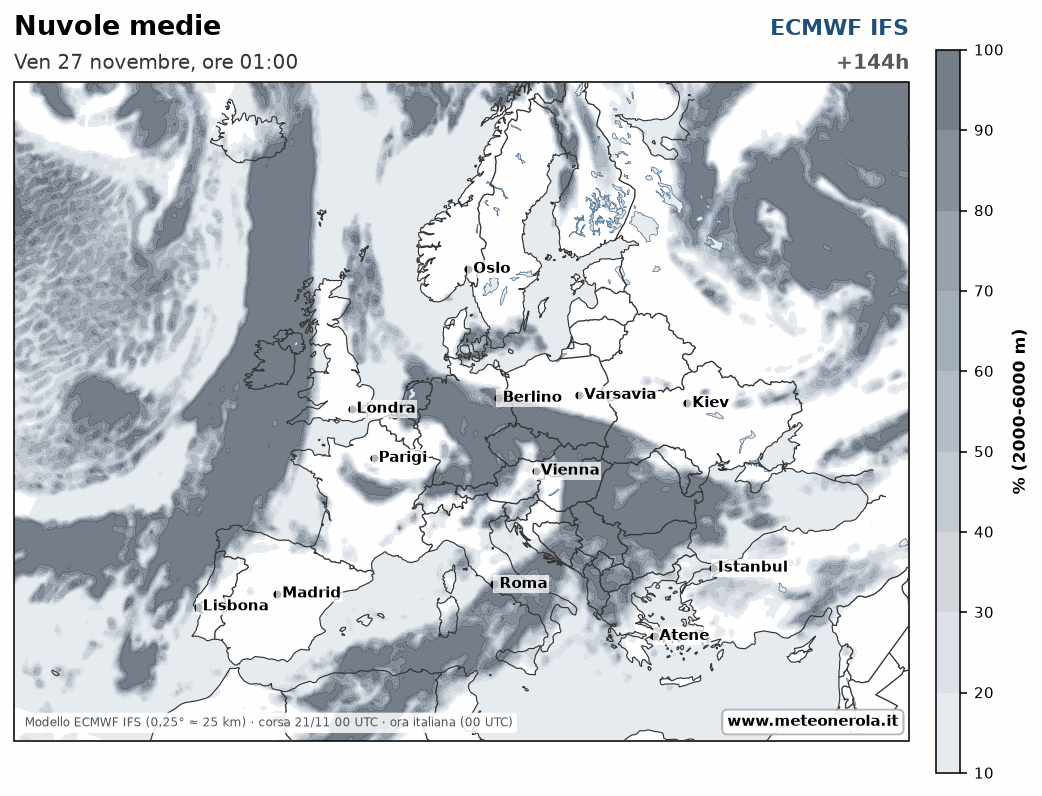 Nuvole medie
ECMWF IFS
Ven 27 novembre, ore 01:00
+144h
100
90
80
70
60
50
40
30
20
10
% (2000-6000 m)
Oslo
Berlino
Varsavia
Kiev
Londra
Parigi
Vienna
Istanbul
Roma
Madrid
Lisbona
Atene
Modello ECMWF IFS (0,25° ≈ 25 km) · corsa 21/11 00 UTC · ora italiana (00 UTC)
www.meteonerola.it